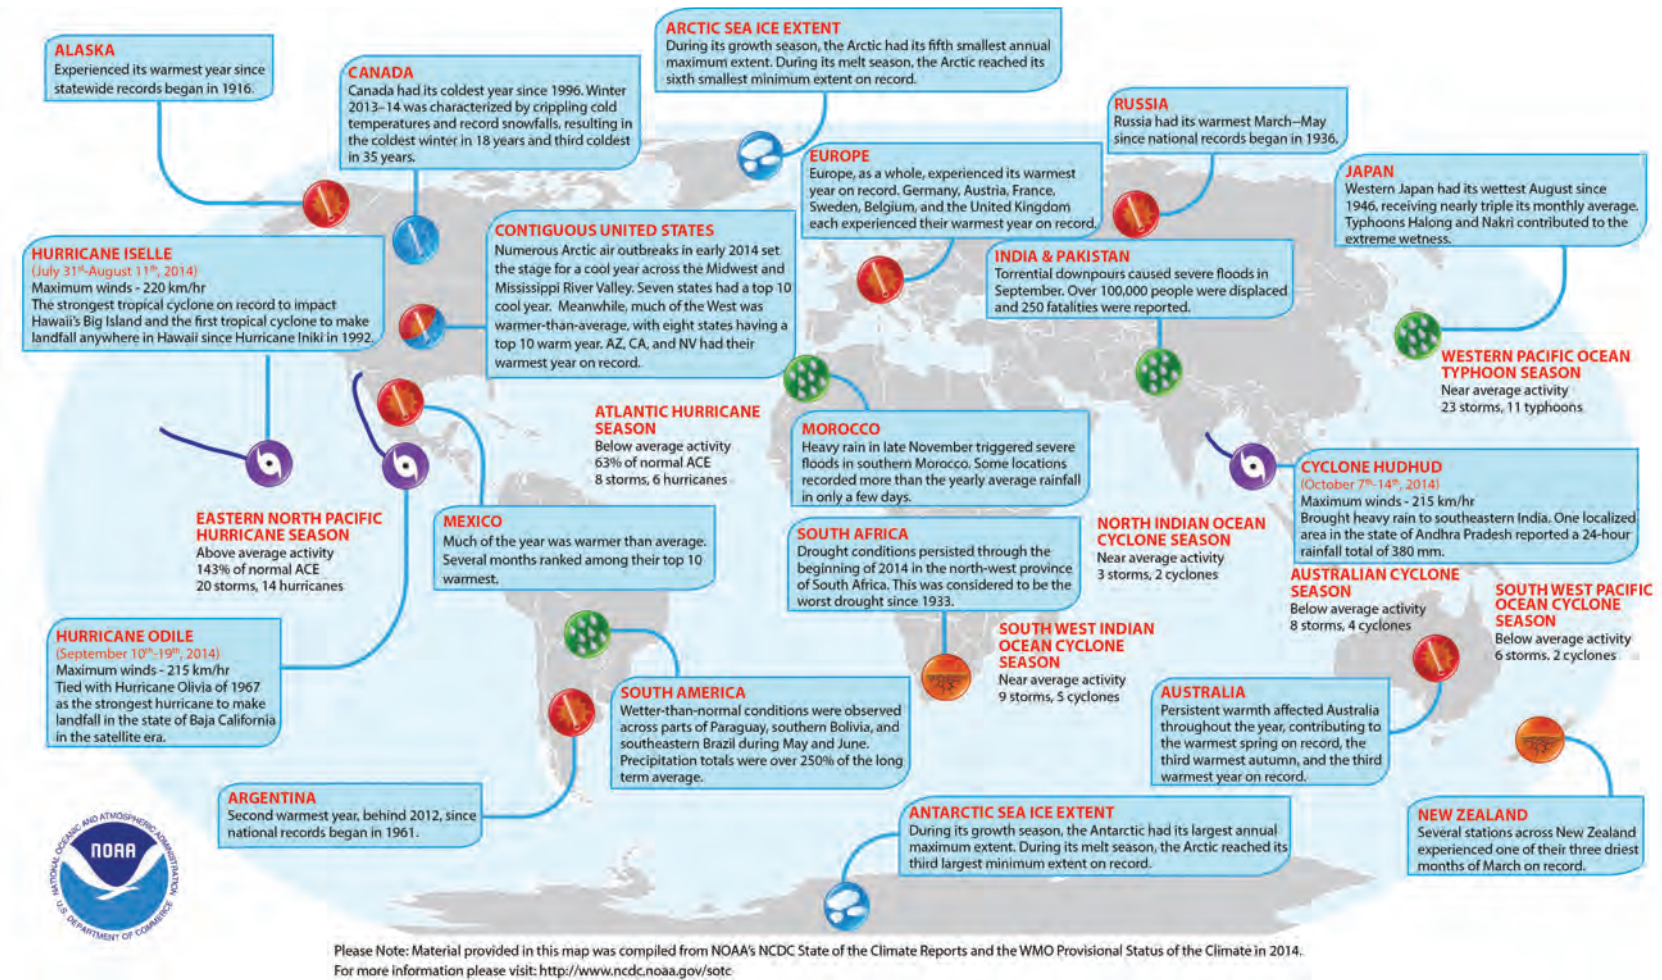 ARCTIC SEA ICE EXTENT
During its growth season, the Arctic had its fifth smallest annual
maximum extent. During its melt season, the Arctic reached its
sixth smallest minimum extent on record.
ALASKA
Experienced its warmest year since
statewide records began in 1916.
CANADA
Canada had its coldest year since 1996. Winter
2013–14 was characterized by crippling cold
temperatures and record snowfalls, resulting in
the coldest winter in 18 years and third coldest
in 35 years.
RUSSIA
Russia had its warmest March–May
since national records began in 1936.
EUROPE
Europe, as a whole, experienced its warmest
year on record. Germany, Austria, France,
Sweden, Belgium, and the United Kingdom
each experienced their warmest year on record.
JAPAN
Western Japan had its wettest August since
1946, receiving nearly triple its monthly average.
Typhoons Halong and Nakri contributed to the
extreme wetness.
CONTIGUOUS UNITED STATES
Numerous Arctic air outbreaks in early 2014 set
the stage for a cool year across the Midwest and
Mississippi River Valley. Seven states had a top 10
cool year. Meanwhile, much of the West was
warmer-than-average, with eight states having a
top 10 warm year. AZ, CA, and NV had their
warmest year on record.
HURRICANE ISELLE
(July 31st-August 11th, 2014)
Maximum winds - 220 km/hr
The strongest tropical cyclone on record to impact
Hawaii's Big Island and the first tropical cyclone to make
landfall anywhere in Hawaii since Hurricane Iniki in 1992.
INDIA & PAKISTAN
Torrential downpours caused severe floods in
September. Over 100,000 people were displaced
and 250 fatalities were reported.
WESTERN PACIFIC OCEAN
TYPHOON SEASON
Near average activity
23 storms, 11 typhoons
ATLANTIC HURRICANE
SEASON
Below average activity
63% of normal ACE
8 storms, 6 hurricanes
MOROCCO
Heavy rain in late November triggered severe
floods in southern Morocco. Some locations
recorded more than the yearly average rainfall
in only a few days.
CYCLONE HUDHUD
(October 7th-14th, 2014)
Maximum winds - 215 km/hr
Brought heavy rain to southeastern India. One localized
area in the state of Andhra Pradesh reported a 24-hour
rainfall total of 380 mm.
EASTERN NORTH PACIFIC
HURRICANE SEASON
Above average activity
143% of normal ACE
20 storms, 14 hurricanes
MEXICO
Much of the year was warmer than average.
Several months ranked among their top 10
warmest.
SOUTH AFRICA
Drought conditions persisted through the
beginning of 2014 in the north-west province
of South Africa. This was considered to be the
worst drought since 1933.
NORTH INDIAN OCEAN
CYCLONE SEASON
Near average activity
3 storms, 2 cyclones
AUSTRALIAN CYCLONE
SEASON
Below average activity
8 storms, 4 cyclones
SOUTH WEST PACIFIC
OCEAN CYCLONE
SEASON
Below average activity
6 storms. 2 cyclones
HURRICANE ODILE
(September 10th-19th, 2014)
Maximum winds - 215 km/hr
Tied with Hurricane Olivia of 1967
as the strongest hurricane to make
landfall in the state of Baja California
in the satellite era.
SOUTH WEST INDIAN
OCEAN CYCLONE
SEASON
Near average activity
9 storms, 5 cyclones
SOUTH AMERICA
Wetter-than-normal conditions were observed
across parts of Paraguay, southern Bolivia, and
southeastern Brazil during May and June.
Precipitation totals were over 250% of the long
term average.
AUSTRALIA
Persistent warmth affected Australia
throughout the year, contributing to
the warmest spring on record, the
third warmest autumn, and the third
warmest year on record.
ARGENTINA
Second warmest year, behind 2012, since
national records began in 1961.
ANTARCTIC SEA ICE EXTENT
During its growth season, the Antarctic had its largest annual
maximum extent. During its melt season, the Arctic reached its
third largest minimum extent on record.
NEW ZEALAND
Several stations across New Zealand
experienced one of their three driest
months of March on record.
NATIONAL OCEANIC AND ATMOSPHERIC ADMINISTRATION
NOAA
U.S. DEPARTMENT OF COMMERCE
Please Note: Material provided in this map was compiled from NOAA's NCDC State of the Climate Reports and the WMO Provisional Status of the Climate in 2014.
For more information please visit: http://www.ncdc.noaa.gov/sotc